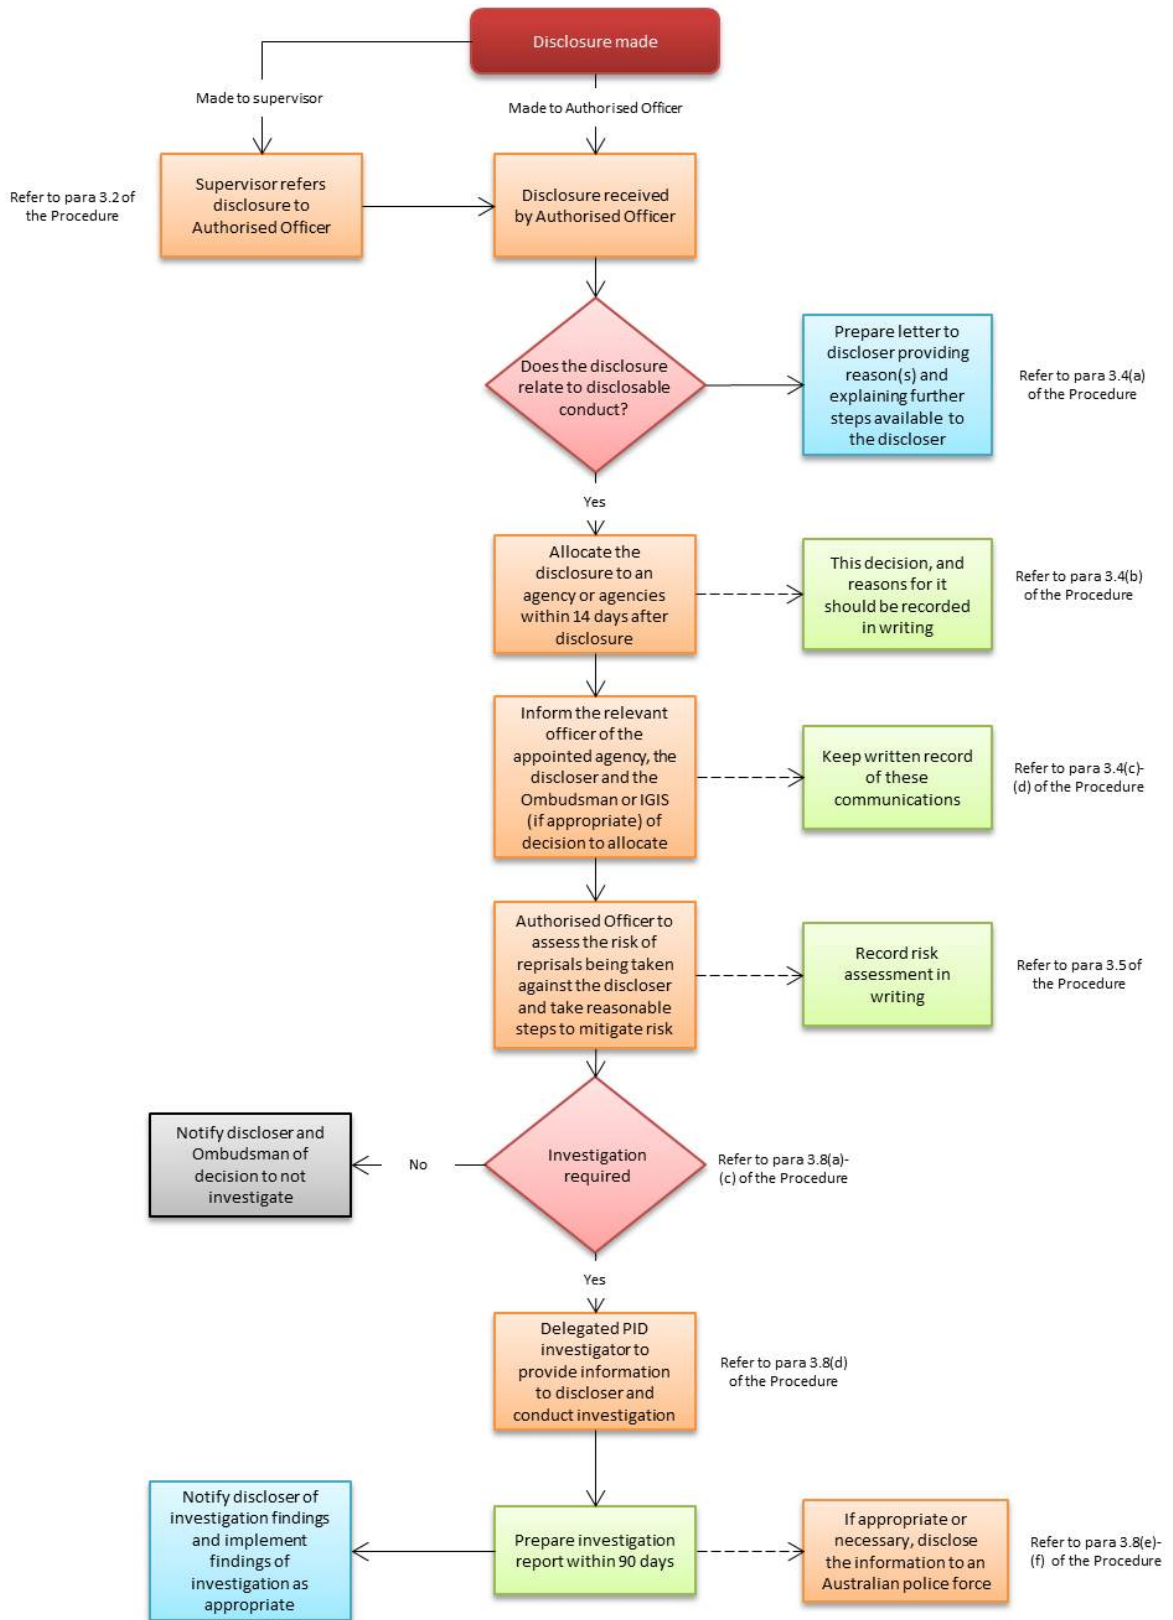 Disclosure made
Made to supervisor
Made to Authorised Officer
Refer to para 3.2 of
the Procedure
Supervisor refers
disclosure to
Authorised Officer
Disclosure received
by Authorised Officer
Does the disclosure
relate to disclosable
conduct?
Prepare letter to
discloser providing
reason(s) and
explaining further
steps available to
the discloser
Refer to para 3.4(a)
of the Procedure
Yes
Allocate the
disclosure to an
agency or agencies
within 14 days after
disclosure
This decision, and
reasons for it
should be recorded
in writing
Refer to para 3.4(b)
of the Procedure
Inform the relevant
officer of the
appointed agency, the
discloser and the
Ombudsman or IGIS
(if appropriate) of
decision to allocate
Keep written record
of these
communications
Refer to para 3.4(c)-
(d) of the Procedure
Authorised Officer to
assess the risk of
reprisals being taken
against the discloser
and take reasonable
steps to mitigate risk
Record risk
assessment in
writing
Refer to para 3.5 of
the Procedure
Notify discloser and
Ombudsman of
decision to not
investigate
No
Investigation
required
Refer to para 3.8(a)-
(c) of the Procedure
Yes
Delegated PID
investigator to
provide information
to discloser and
conduct investigation
Refer to para 3.8(d)
of the Procedure
Notify discloser of
investigation findings
and implement
findings of
investigation as
appropriate
Prepare investigation
report within 90 days
If appropriate or
necessary, disclose
the information to an
Australian police force
Refer to para 3.8(e)-
(f) of the Procedure